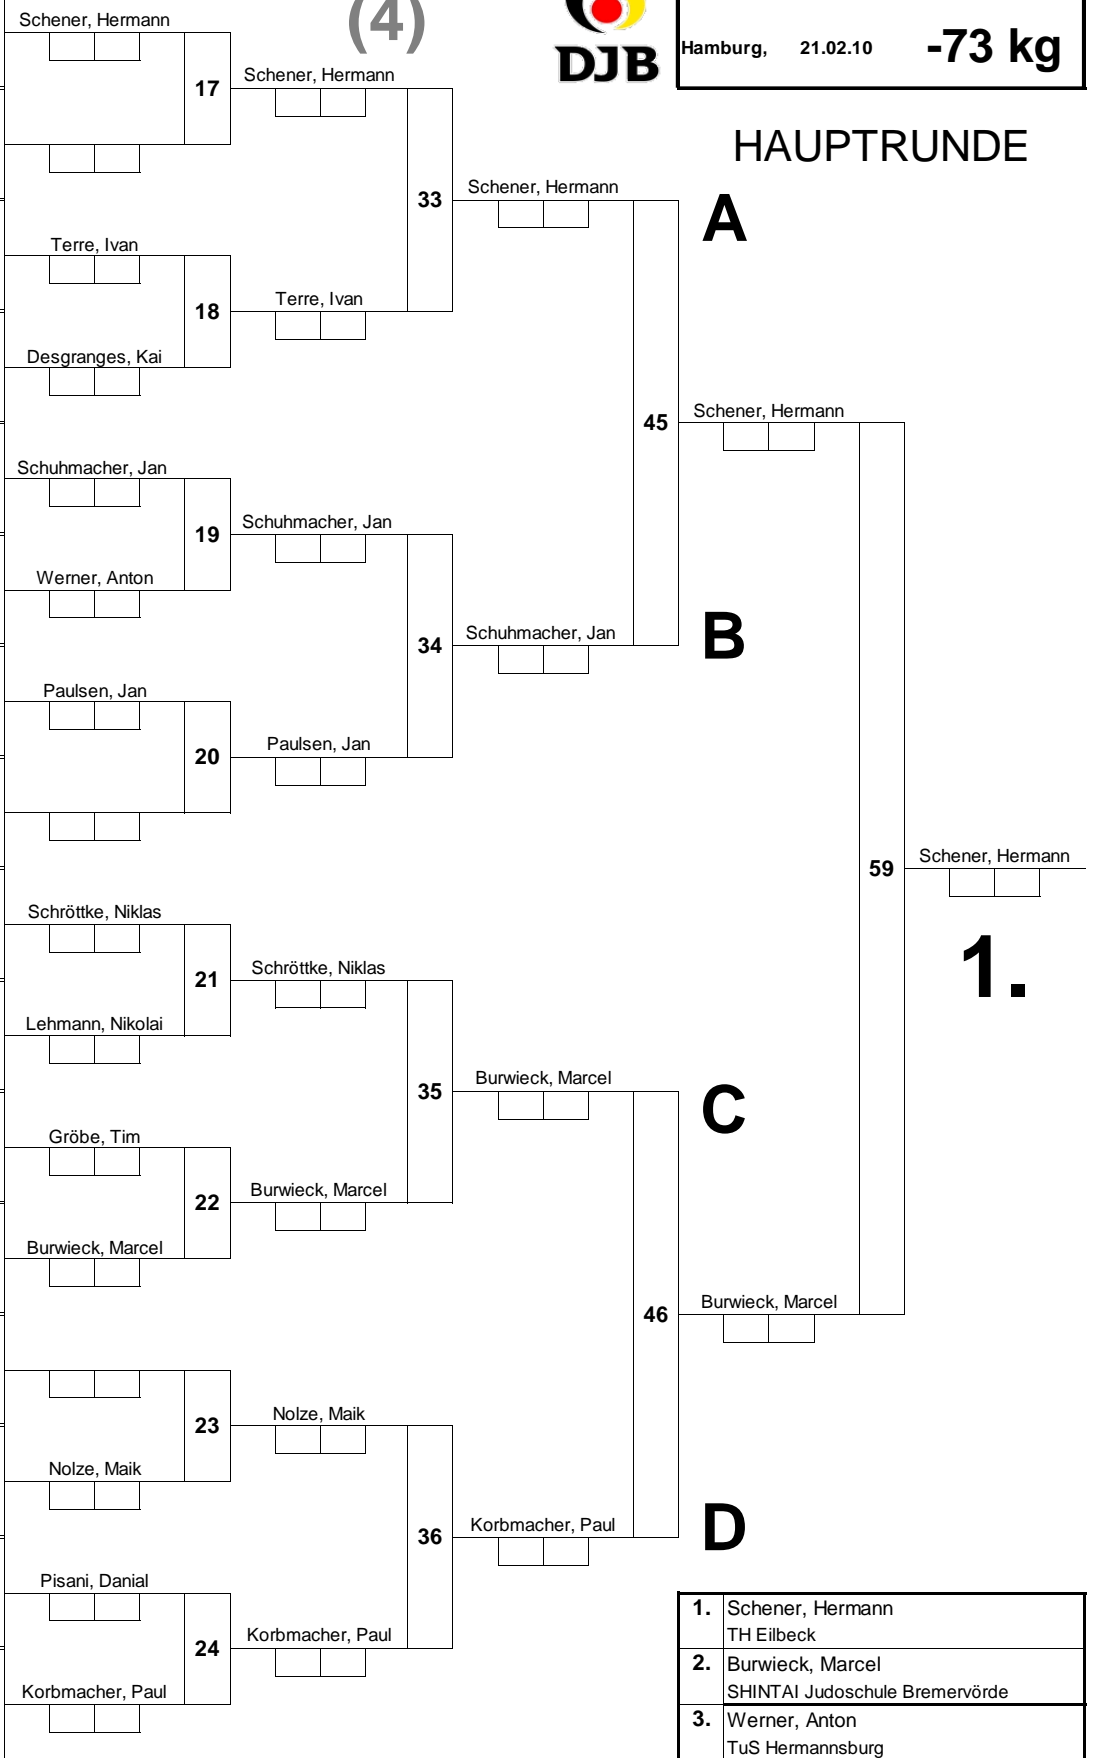 (4)
DJB
Hamburg, 21.02.10 -73 kg
HAUPTRUNDE
Schener, Hermann
17
Schener, Hermann
33
Schener, Hermann
A
Terre, Ivan
18
Terre, Ivan
Desgranges, Kai
45
Schener, Hermann
Schuhmacher, Jan
19
Schuhmacher, Jan
Werner, Anton
34
Schuhmacher, Jan
B
Paulsen, Jan
20
Paulsen, Jan
59
Schener, Hermann
1.
Schröttke, Niklas
21
Schröttke, Niklas
Lehmann, Nikolai
35
Burwieck, Marcel
C
Gröbe, Tim
22
Burwieck, Marcel
Burwieck, Marcel
46
Burwieck, Marcel
23
Nolze, Maik
Nolze, Maik
36
Korbmacher, Paul
D
Pisani, Danial
24
Korbmacher, Paul
Korbmacher, Paul
1. Schener, Hermann
TH Eilbeck
2. Burwieck, Marcel
SHINTAI Judoschule Bremervörde
3. Werner, Anton
TuS Hermannsburg